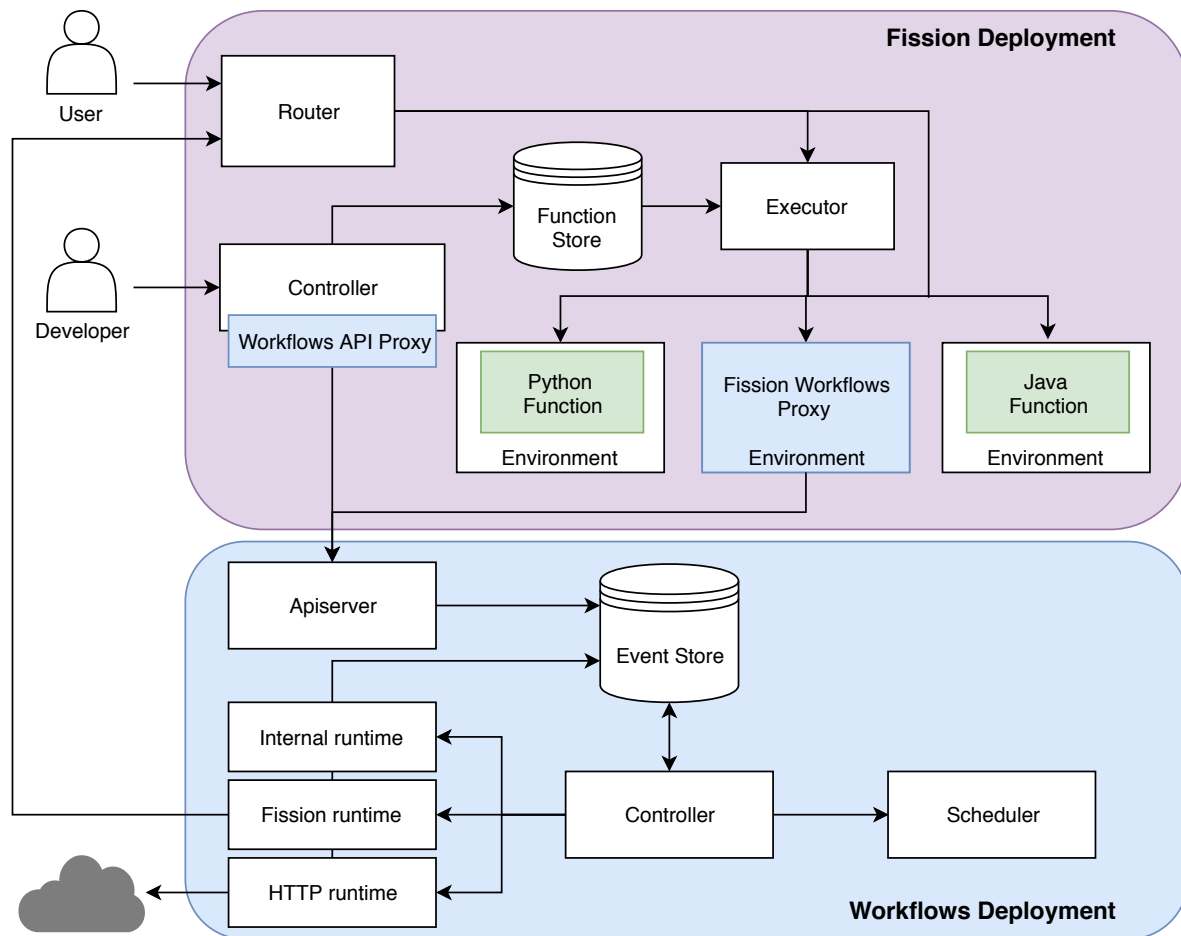 Fission Deployment
User
Router
Function
Store
Executor
Developer
Controller
Workflows API Proxy
Python
Function
Environment
Fission Workflows
Proxy
Environment
Java
Function
Environment
Apiserver
Event Store
Internal runtime
Fission runtime
Controller
Scheduler
HTTP runtime
Workflows Deployment